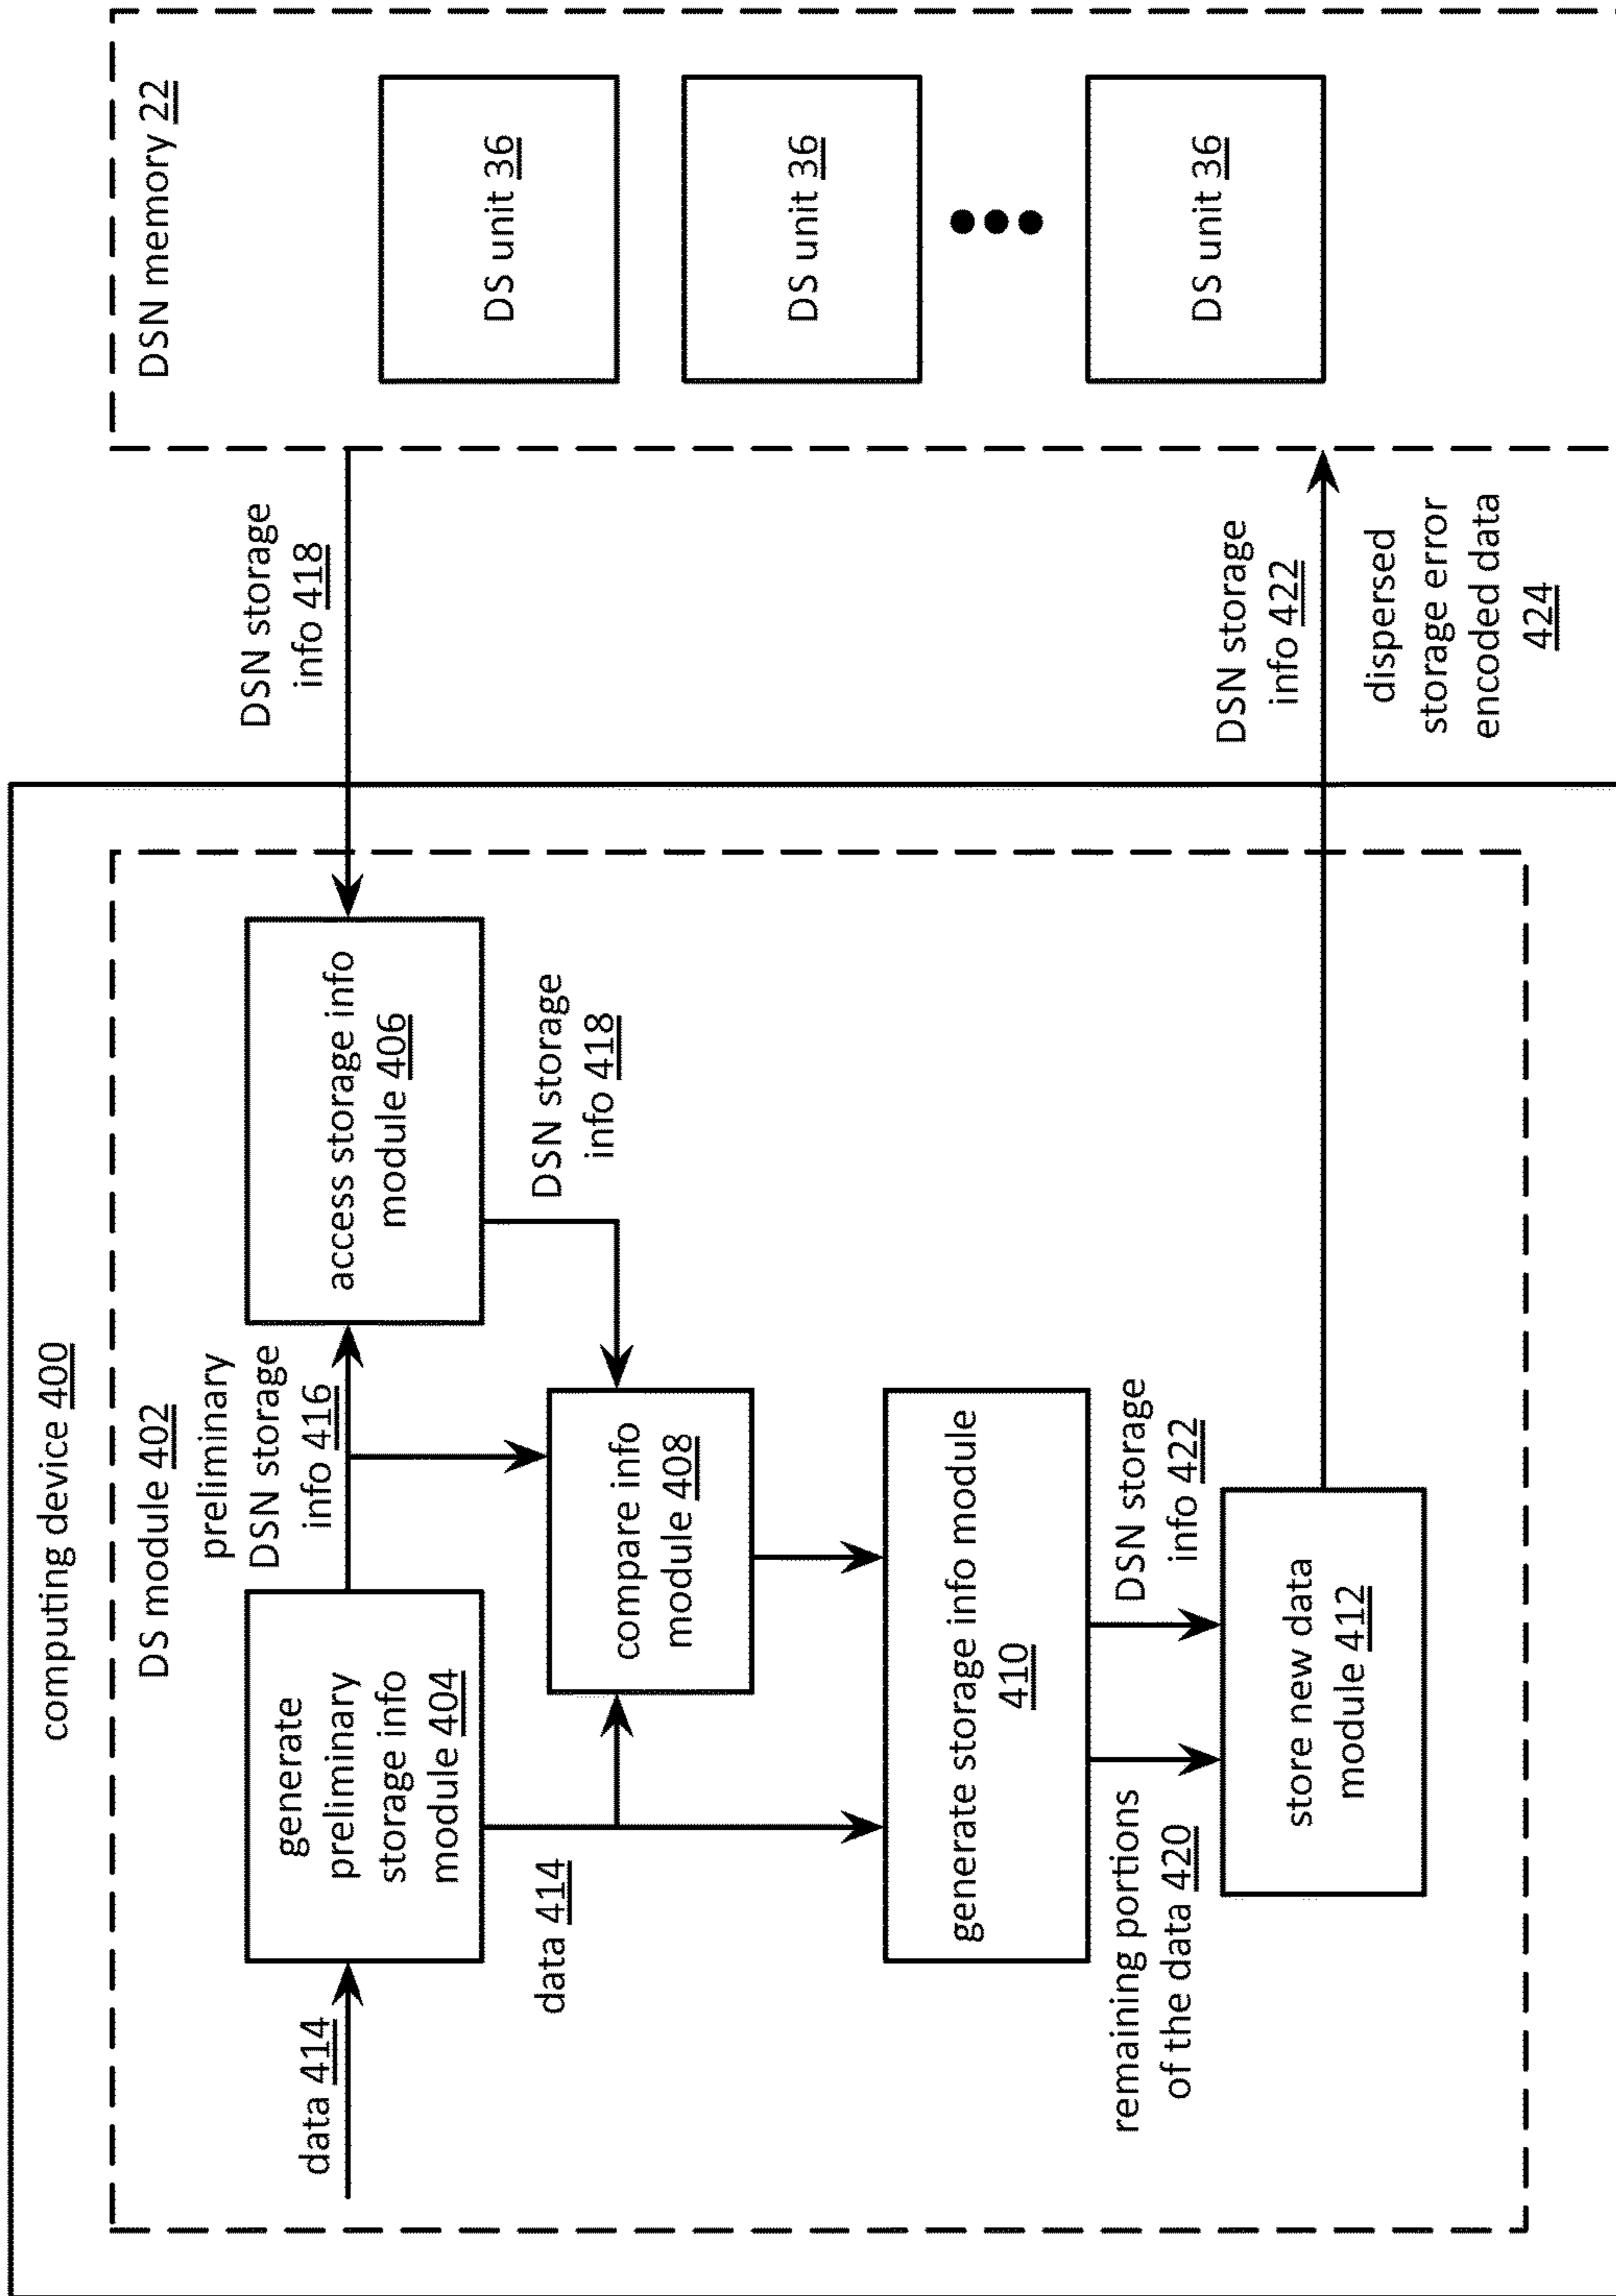 computing device 400
DS module 402
data 414
generate
preliminary
storage info
module 404
preliminary
DSN storage
info 416
access storage info
module 406
DSN storage
info 418
data 414
compare info
module 408
DSN storage
info 418
generate storage info module
410
remaining portions
of the data 420
DSN storage
info 422
store new data
module 412
DSN storage
info 422
dispersed
storage error
encoded data
424
DSN memory 22
DS unit 36
DS unit 36
DS unit 36